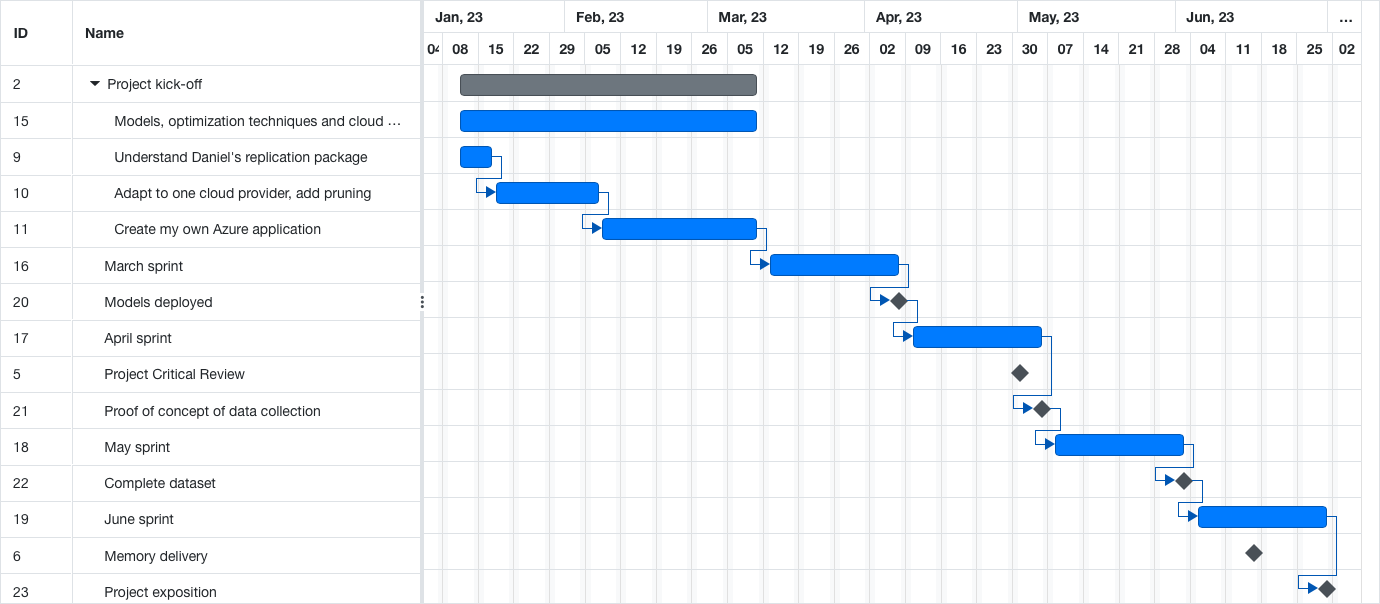 ID Name Jan, 23 Feb, 23 Mar, 23 Apr, 23 May, 23 Jun, 23 ...
04 08 15 22 29 05 12 19 26 05 12 19 26 02 09 16 23 30 07 14 21 28 04 11 18 25 02
2 Project kick-off
15 Models, optimization techniques and cloud ...
9 Understand Daniel's replication package
10 Adapt to one cloud provider, add pruning
11 Create my own Azure application
16 March sprint
20 Models deployed
17 April sprint
5 Project Critical Review
21 Proof of concept of data collection
18 May sprint
22 Complete dataset
19 June sprint
6 Memory delivery
23 Project exposition